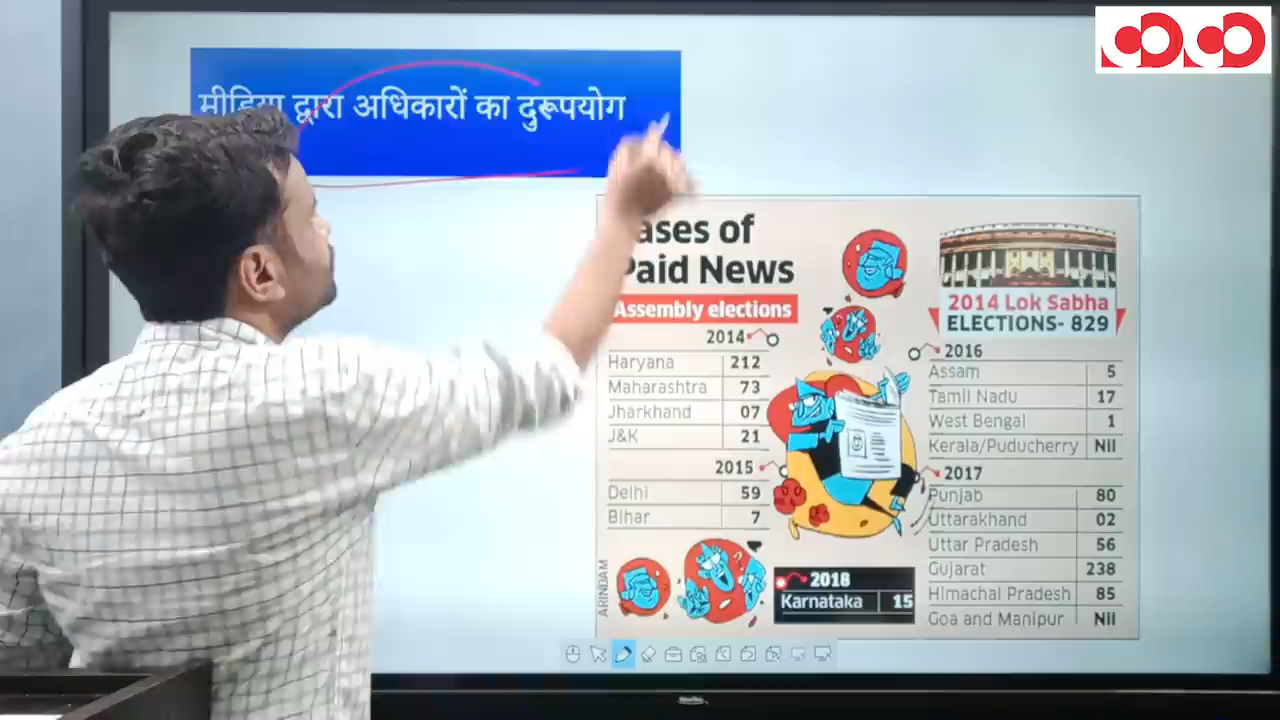 मीडिया द्वारा अधिकारों का दुरूपयोग
ases of
Paid News
Assembly elections
2014
Haryana 212
Maharashtra 73
Jharkhand 07
J&K 21
2015
Delhi 59
Bihar 7
ARINDAM
2018
Karnataka 15
2014 Lok Sabha
ELECTIONS- 829
2016
Assam 5
Tamil Nadu 17
West Bengal 1
Kerala/Puducherry Nil
2017
Punjab 80
Uttarakhand 02
Uttar Pradesh 56
Gujarat 238
Himachal Pradesh 85
Goa and Manipur Nil